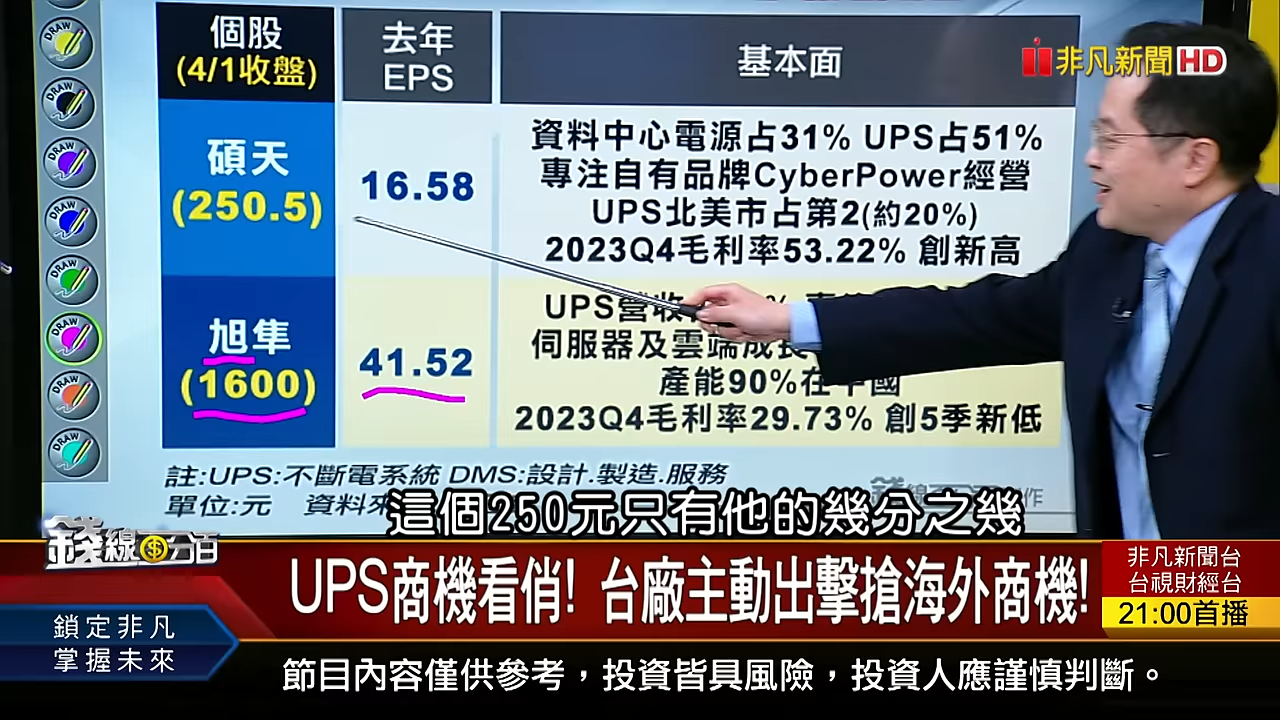 DRAW
DRAW
DRAW
DRAW
DRAW
DRAW
DRAW
DRAW
個股
(4/1收盤)
去年
EPS
基本面
非凡新聞HD
碩天
(250.5)
16.58
資料中心電源占31% UPS占51%
專注自有品牌CyberPower經營
UPS北美市占第2(約20%)
2023Q4毛利率53.22% 創新高
旭隼
(1600)
41.52
UPS營收
伺服器及雲端成長
產能90%在中國
2023Q4毛利率29.73% 創5季新低
註:UPS:不斷電系統 DMS:設計.製造.服務
單位:元 資料來
這個250元只有他的幾分之幾
錢線百分百
UPS商機看俏! 台廠主動出擊搶海外商機!
非凡新聞台
台視財經台
21:00首播
鎖定非凡
掌握未來
節目內容僅供參考，投資皆具風險，投資人應謹慎判斷。